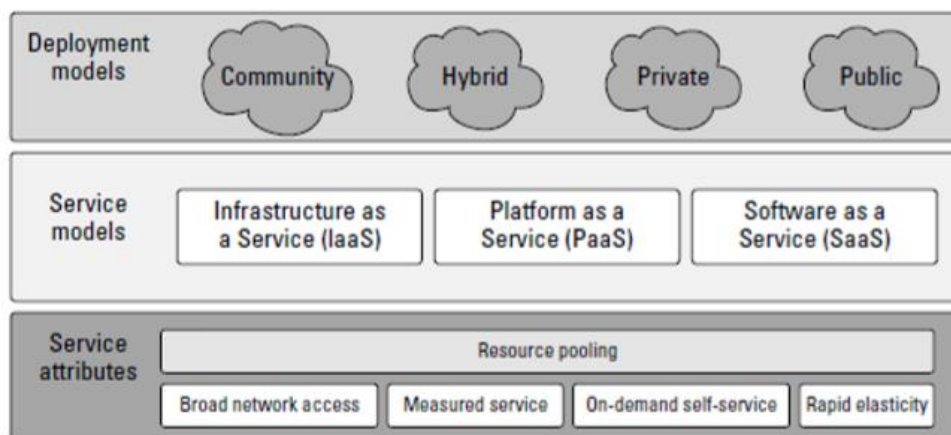 Deployment
models
Community
Hybrid
Private
Public
Service
models
Infrastructure as
a Service (IaaS)
Platform as a
Service (PaaS)
Software as a
Service (SaaS)
Service
attributes
Resource pooling
Broad network access
Measured service
On-demand self-service
Rapid elasticity